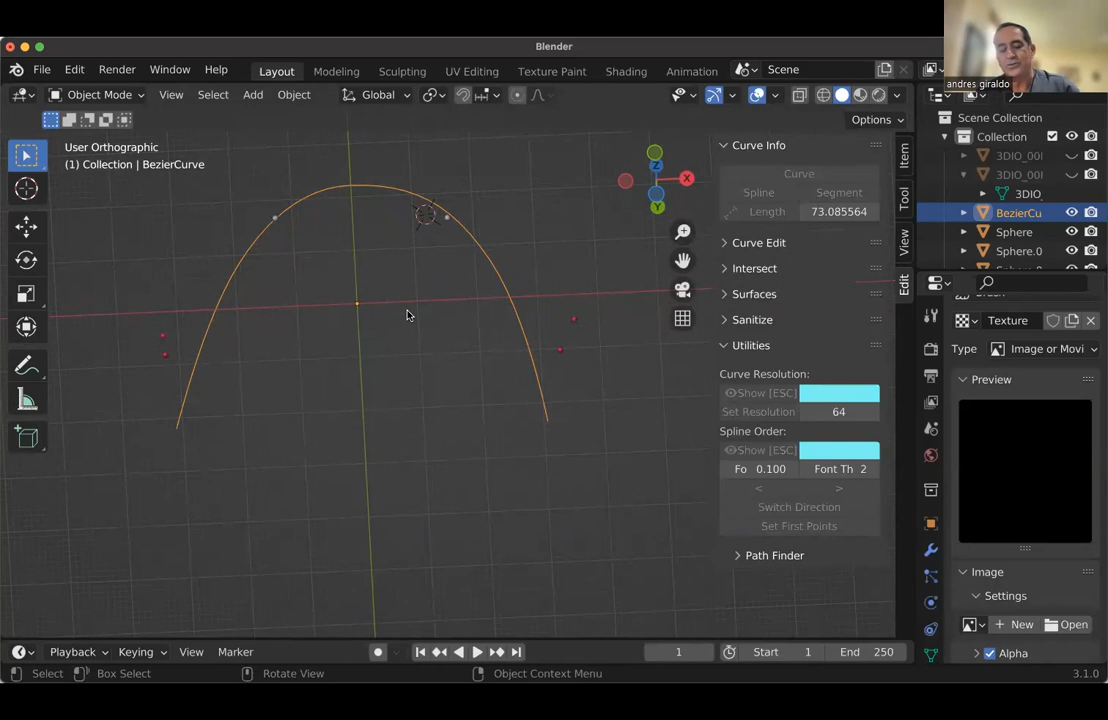 Blender
andres giraldo
File Edit Render Window Help Layout Modeling Sculpting UV Editing Texture Paint Shading Animation Scene
Object Mode View Select Add Object Global
Options
User Orthographic
(1) Collection | BezierCurve
X
Y
Z
Curve Info
Curve
Spline Segment
Length 73.085564
Curve Edit
Intersect
Surfaces
Sanitize
Utilities
Curve Resolution:
Show [ESC]
Set Resolution 64
Spline Order:
Show [ESC]
Fo 0.100 Font Th 2
< >
Switch Direction
Set First Points
Path Finder
Item
Tool
View
Edit
Scene Collection
Collection
3DIO_00I
3DIO_00I
3DIO_
BezierCu
Sphere
Sphere.0
Texture
Type Image or Movi
Preview
Image
Settings
New Open
Alpha
Playback Keying View Marker 1 Start 1 End 250
Select Box Select Rotate View Object Context Menu 3.1.0